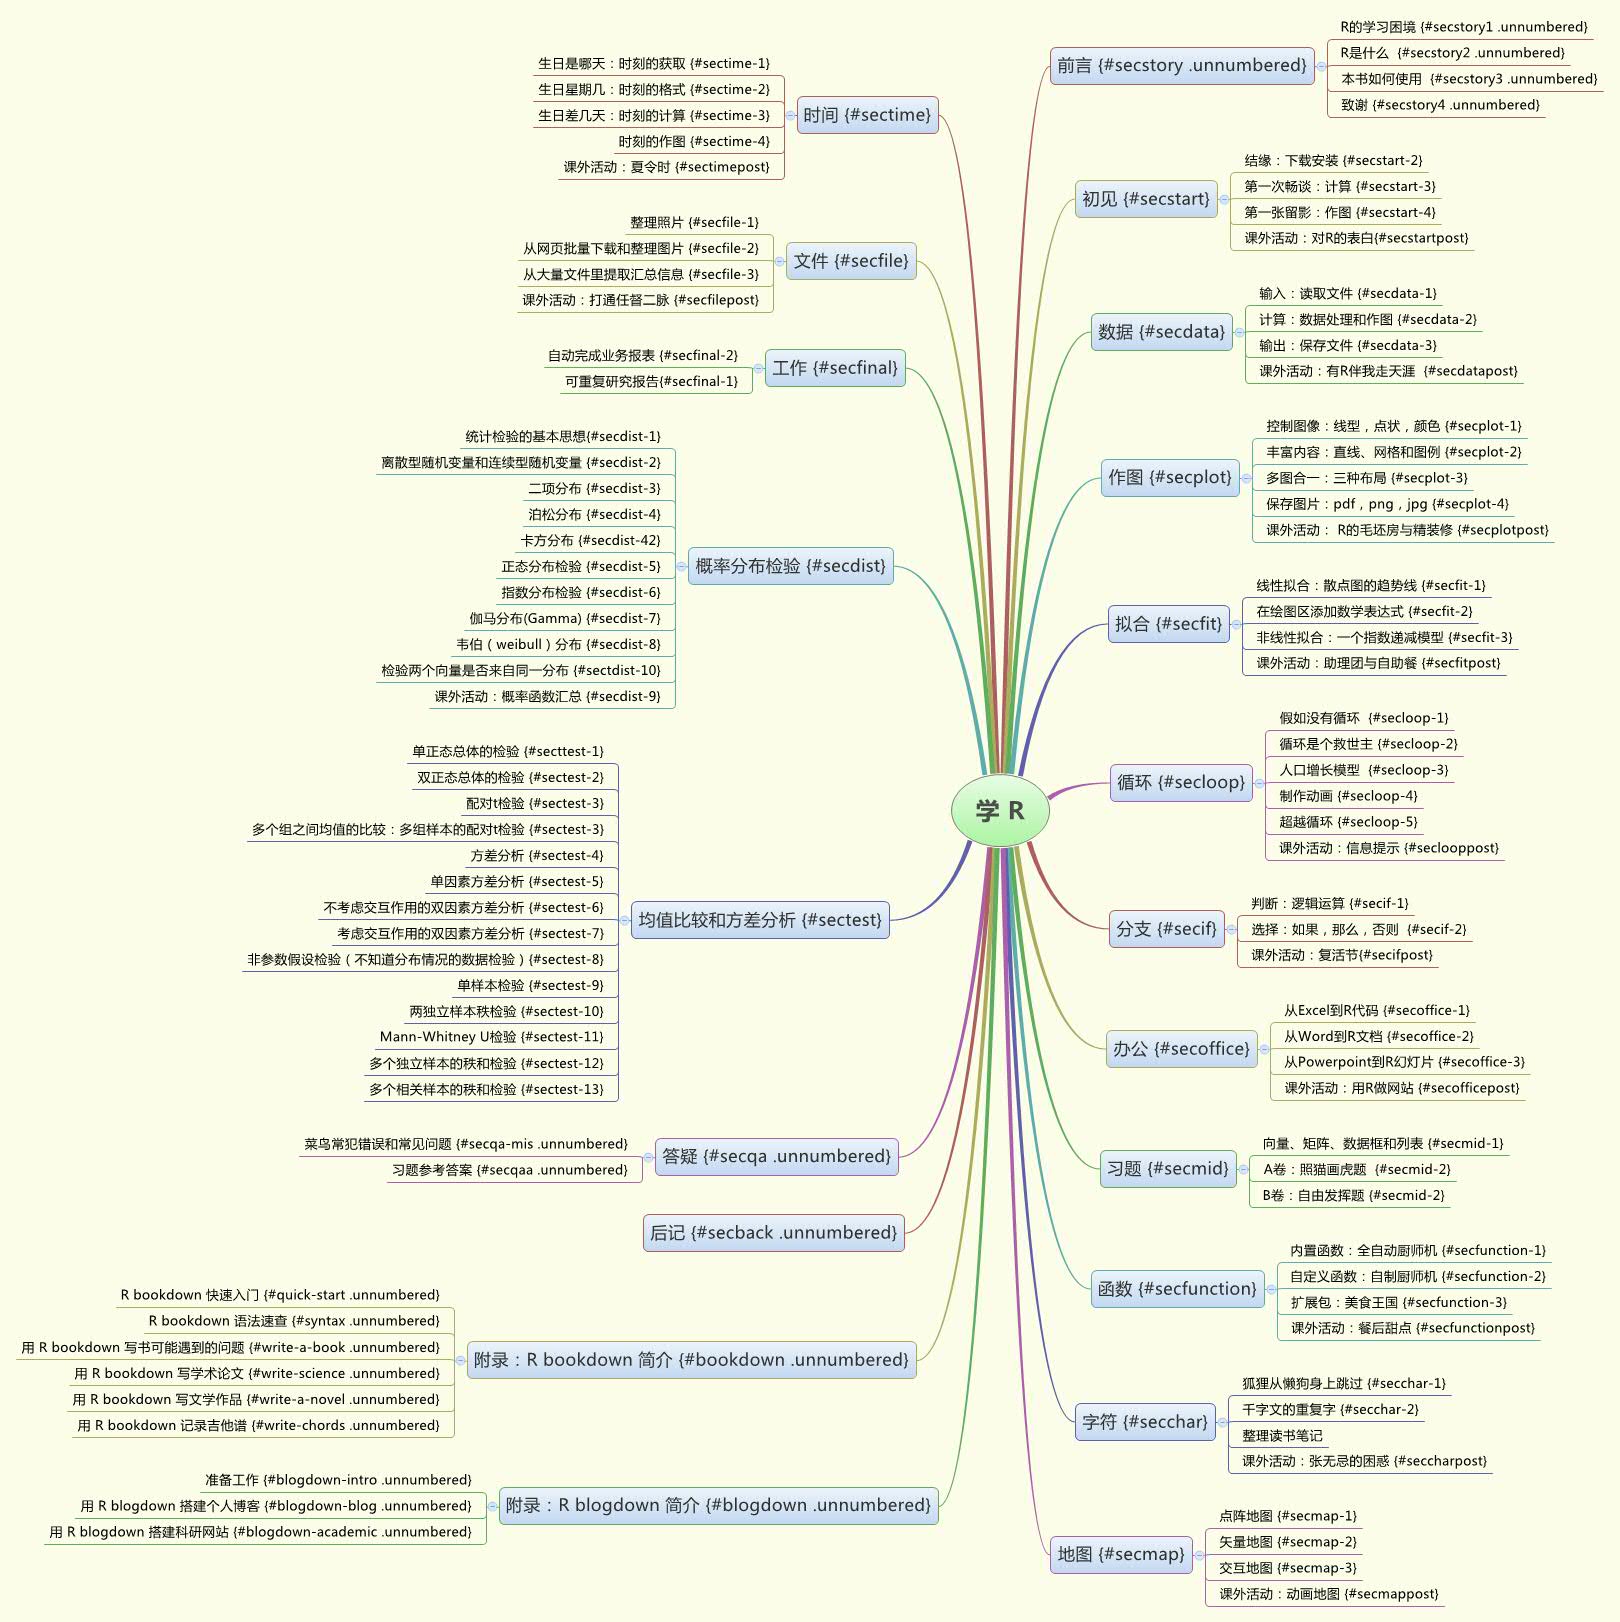 学 R
前言 {#secstory .unnumbered}
R的学习困境 {#secstory1 .unnumbered}
R是什么 {#secstory2 .unnumbered}
本书如何使用 {#secstory3 .unnumbered}
致谢 {#secstory4 .unnumbered}
初见 {#secstart}
结缘：下载安装 {#secstart-2}
第一次畅谈：计算 {#secstart-3}
第一张留影：作图 {#secstart-4}
课外活动：对R的表白{#secstartpost}
数据 {#secdata}
输入：读取文件 {#secdata-1}
计算：数据处理和作图 {#secdata-2}
输出：保存文件 {#secdata-3}
课外活动：有R伴我走天涯 {#secdatapost}
作图 {#secplot}
控制图像：线型，点状，颜色 {#secplot-1}
丰富内容：直线、网格和图例 {#secplot-2}
多图合一：三种布局 {#secplot-3}
保存图片：pdf，png，jpg {#secplot-4}
课外活动： R的毛坯房与精装修 {#secplotpost}
拟合 {#secfit}
线性拟合：散点图的趋势线 {#secfit-1}
在绘图区添加数学表达式 {#secfit-2}
非线性拟合：一个指数递减模型 {#secfit-3}
课外活动：助理团与自助餐 {#secfitpost}
循环 {#secloop}
假如没有循环 {#secloop-1}
循环是个救世主 {#secloop-2}
人口增长模型 {#secloop-3}
制作动画 {#secloop-4}
超越循环 {#secloop-5}
课外活动：信息提示 {#seclooppost}
分支 {#secif}
判断：逻辑运算 {#secif-1}
选择：如果，那么，否则 {#secif-2}
课外活动：复活节{#secifpost}
办公 {#secoffice}
从Excel到R代码 {#secoffice-1}
从Word到R文档 {#secoffice-2}
从Powerpoint到R幻灯片 {#secoffice-3}
课外活动：用R做网站 {#secofficepost}
习题 {#secmid}
向量、矩阵、数据框和列表 {#secmid-1}
A卷：照猫画虎题 {#secmid-2}
B卷：自由发挥题 {#secmid-2}
函数 {#secfunction}
内置函数：全自动厨师机 {#secfunction-1}
自定义函数：自制厨师机 {#secfunction-2}
扩展包：美食王国 {#secfunction-3}
课外活动：餐后甜点 {#secfunctionpost}
字符 {#secchar}
狐狸从懒狗身上跳过 {#secchar-1}
千字文的重复字 {#secchar-2}
整理读书笔记
课外活动：张无忌的困惑 {#seccharpost}
地图 {#secmap}
点阵地图 {#secmap-1}
矢量地图 {#secmap-2}
交互地图 {#secmap-3}
课外活动：动画地图 {#secmappost}
时间 {#sectime}
生日是哪天：时刻的获取 {#sectime-1}
生日星期几：时刻的格式 {#sectime-2}
生日差几天：时刻的计算 {#sectime-3}
时刻的作图 {#sectime-4}
课外活动：夏令时 {#sectimepost}
文件 {#secfile}
整理照片 {#secfile-1}
从网页批量下载和整理图片 {#secfile-2}
从大量文件里提取汇总信息 {#secfile-3}
课外活动：打通任督二脉 {#secfilepost}
工作 {#secfinal}
自动完成业务报表 {#secfinal-2}
可重复研究报告{#secfinal-1}
概率分布检验 {#secdist}
统计检验的基本思想{#secdist-1}
离散型随机变量和连续型随机变量 {#secdist-2}
二项分布 {#secdist-3}
泊松分布 {#secdist-4}
卡方分布 {#secdist-42}
正态分布检验 {#secdist-5}
指数分布检验 {#secdist-6}
伽马分布(Gamma) {#secdist-7}
韦伯（weibull）分布 {#secdist-8}
检验两个向量是否来自同一分布 {#sectdist-10}
课外活动：概率函数汇总 {#secdist-9}
均值比较和方差分析 {#sectest}
单正态总体的检验 {#secttest-1}
双正态总体的检验 {#sectest-2}
配对t检验 {#sectest-3}
多个组之间均值的比较：多组样本的配对t检验 {#sectest-3}
方差分析 {#sectest-4}
单因素方差分析 {#sectest-5}
不考虑交互作用的双因素方差分析 {#sectest-6}
考虑交互作用的双因素方差分析 {#sectest-7}
非参数假设检验（不知道分布情况的数据检验）{#sectest-8}
单样本检验 {#sectest-9}
两独立样本秩检验 {#sectest-10}
Mann-Whitney U检验 {#sectest-11}
多个独立样本的秩和检验 {#sectest-12}
多个相关样本的秩和检验 {#sectest-13}
答疑 {#secqa .unnumbered}
菜鸟常犯错误和常见问题 {#secqa-mis .unnumbered}
习题参考答案 {#secqaa .unnumbered}
后记 {#secback .unnumbered}
附录：R bookdown 简介 {#bookdown .unnumbered}
R bookdown 快速入门 {#quick-start .unnumbered}
R bookdown 语法速查 {#syntax .unnumbered}
用 R bookdown 写书可能遇到的问题 {#write-a-book .unnumbered}
用 R bookdown 写学术论文 {#write-science .unnumbered}
用 R bookdown 写文学作品 {#write-a-novel .unnumbered}
用 R bookdown 记录吉他谱 {#write-chords .unnumbered}
附录：R blogdown 简介 {#blogdown .unnumbered}
准备工作 {#blogdown-intro .unnumbered}
用 R blogdown 搭建个人博客 {#blogdown-blog .unnumbered}
用 R blogdown 搭建科研网站 {#blogdown-academic .unnumbered}